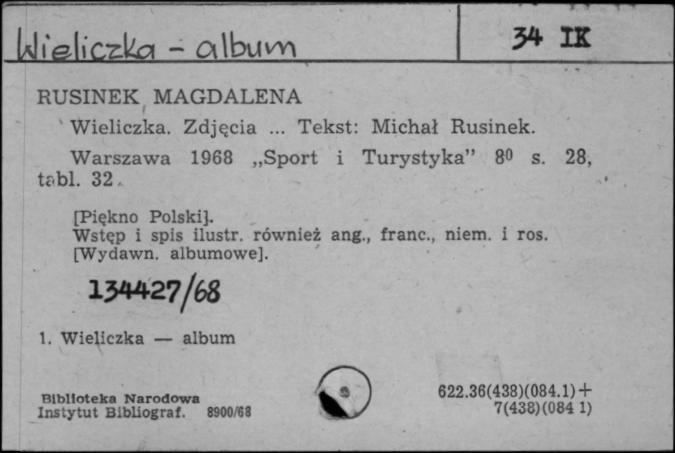 Wieliczka - album 34 IK
RUSINEK MAGDALENA
Wieliczka. Zdjęcia ... Tekst: Michał Rusinek.
Warszawa 1968 „Sport i Turystyka” 8⁰ s. 28,
tabl. 32.
[Piękno Polski].
Wstęp i spis ilustr. również ang., franc., niem. i ros.
[Wydawn. albumowe].
134427/68
1. Wieliczka — album
Biblioteka Narodowa
Instytut Bibliograf. 8900/68
622.36(438)(084.1)+
7(438)(084 1)